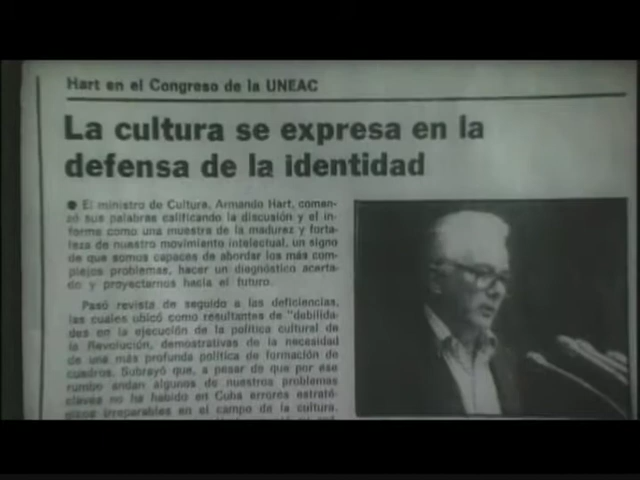 Hart en el Congreso de la UNEAC
La cultura se expresa en la
defensa de la identidad
● El ministro de Cultura, Armando Hart, comen-
zó sus palabras calificando la discusión y el in-
forme como una muestra de la madurez y forta-
leza de nuestro movimiento intelectual, un signo
de que somos capaces de abordar los más com-
plejos problemas, hacer un diagnóstico acerta-
do y proyectarnos hacia el futuro.
Pasó revista de seguido a las deficiencias,
las cuales ubicó como resultantes de "debilida-
des en la ejecución de la política cultural de
la Revolución, demostrativas de la necesidad
de una más profunda política de formación de
cuadros. Subrayó que, a pesar de que por ese
rumbo andan algunos de nuestros problemas
claves no ha habido en Cuba errores estraté-
gicos irreparables en el campo de la cultura,